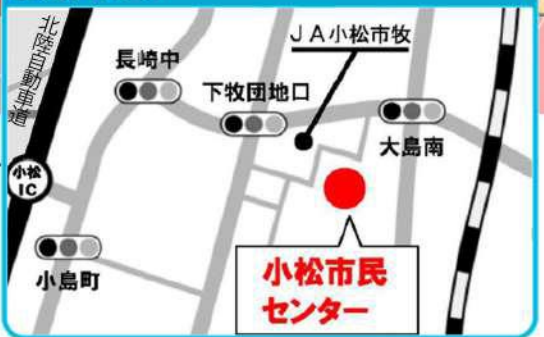 北陸自動車道
JA小松市牧
長崎中
下牧団地口
大島南
小松
IC
小島町
小松市民
センター